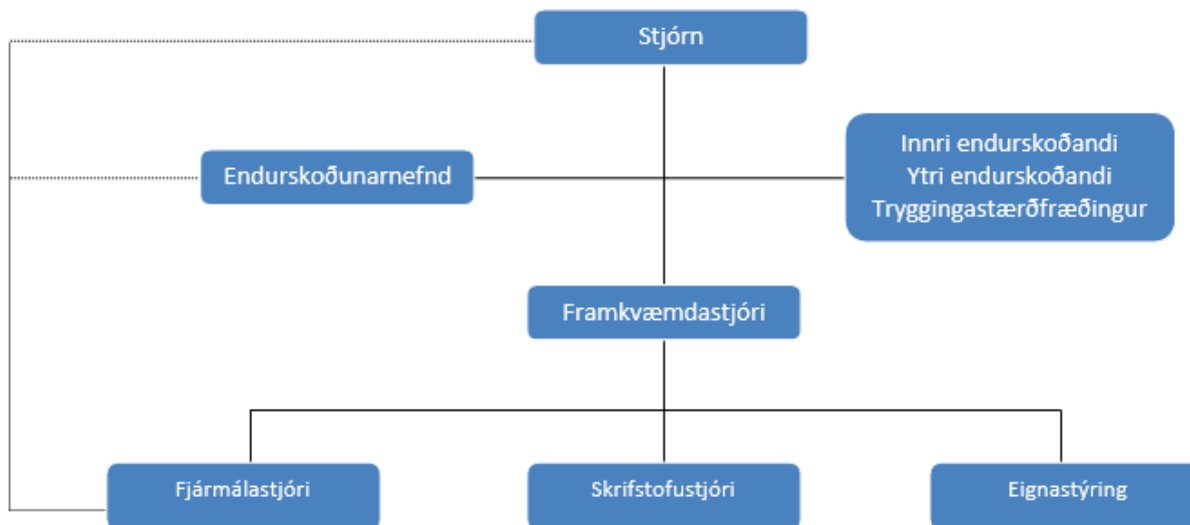 Stjórn
Endurskoðunarnefnd
Innri endurskoðandi
Ytri endurskoðandi
Tryggingastærðfræðingur
Framkvæmdastjóri
Fjármálastjóri
Skrifstofustjóri
Eignastýring